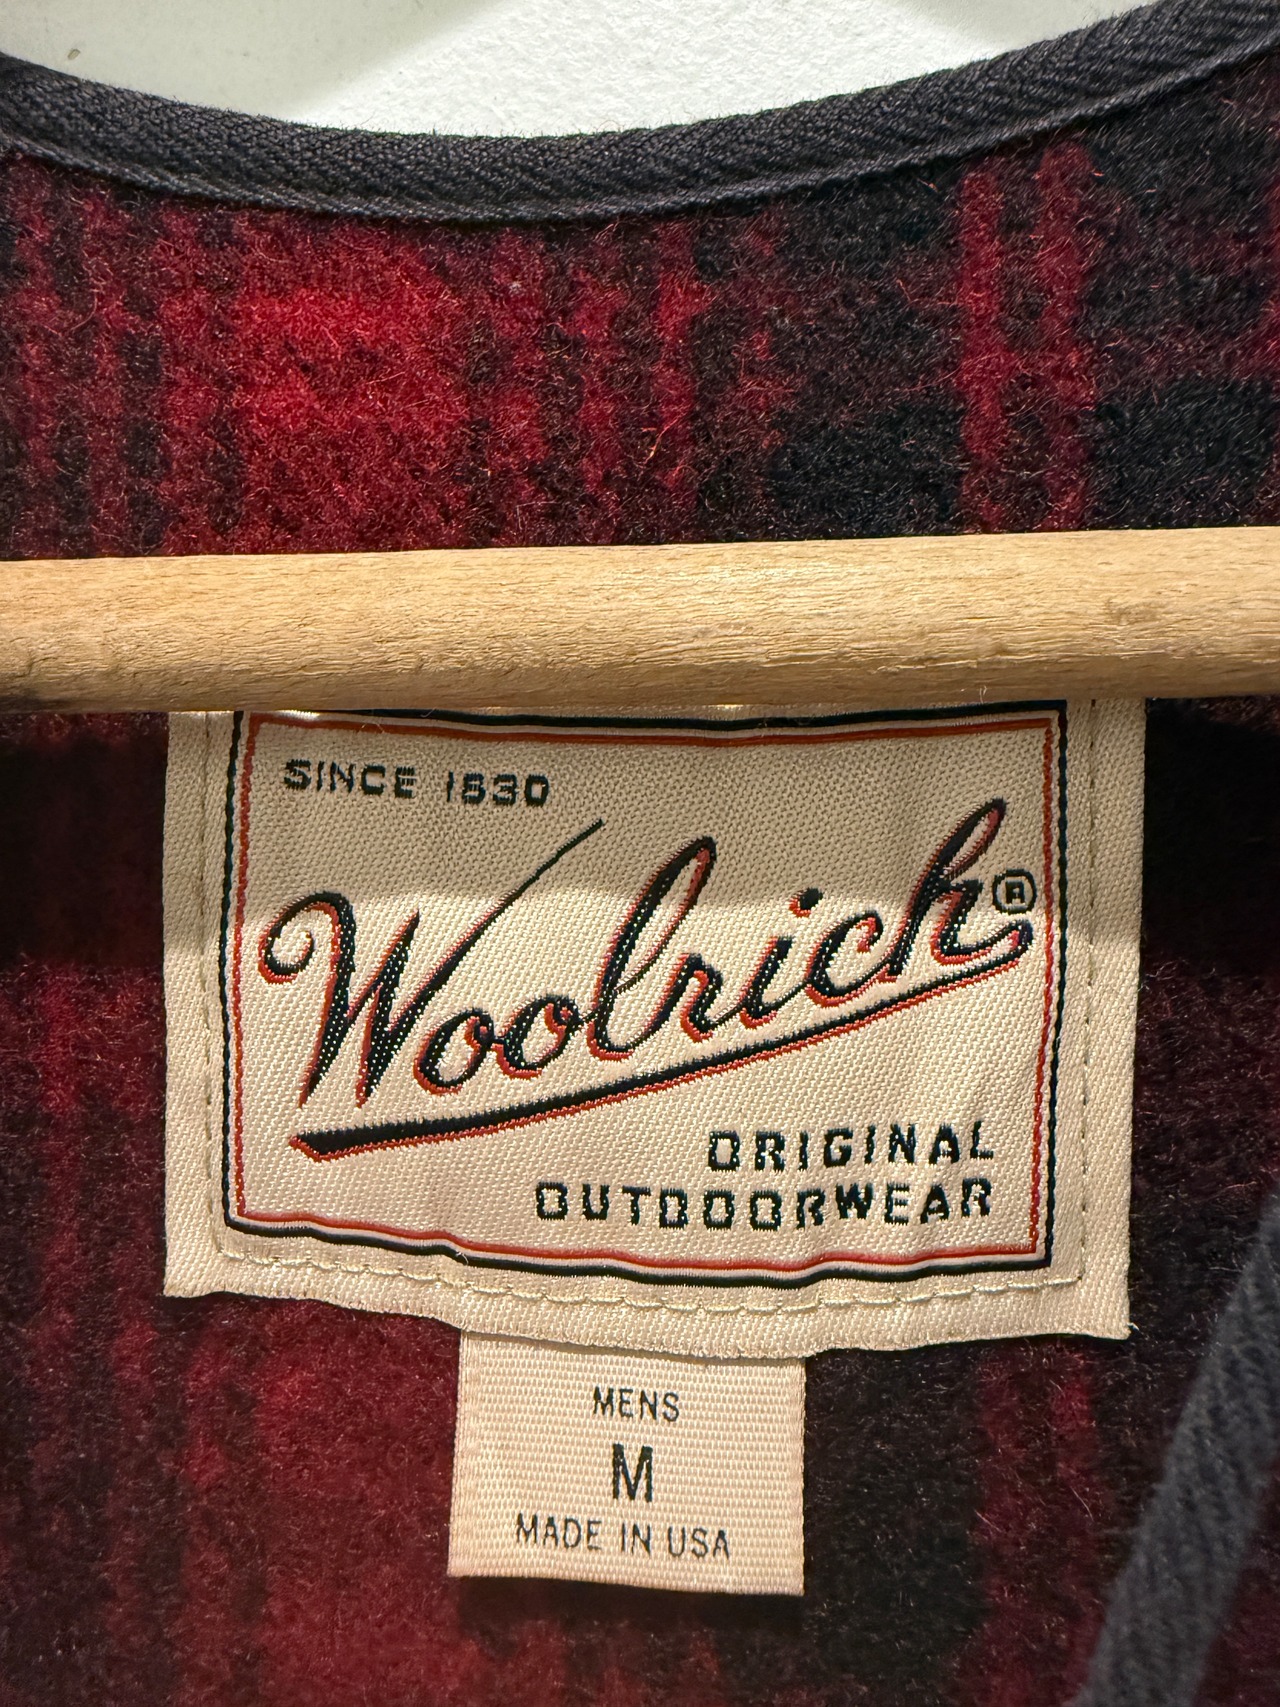 SINCE 1830
Woolrich®
ORIGINAL
OUTDOORWEAR
MENS
M
MADE IN USA